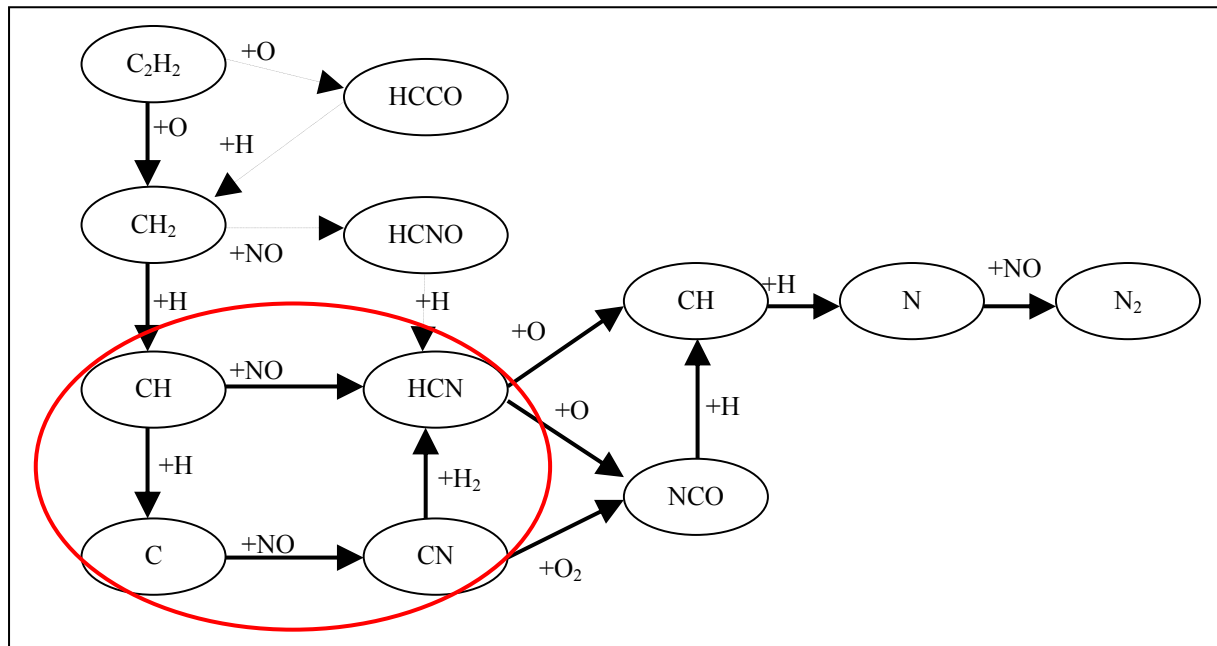 C₂H₂
+O
HCCO
+O
+H
CH₂
+NO
HCNO
+H
+H
CH
+H
N
+NO
N₂
+O
CH
+NO
HCN
+O
+H
+H
+H₂
NCO
C
+NO
CN
+O₂